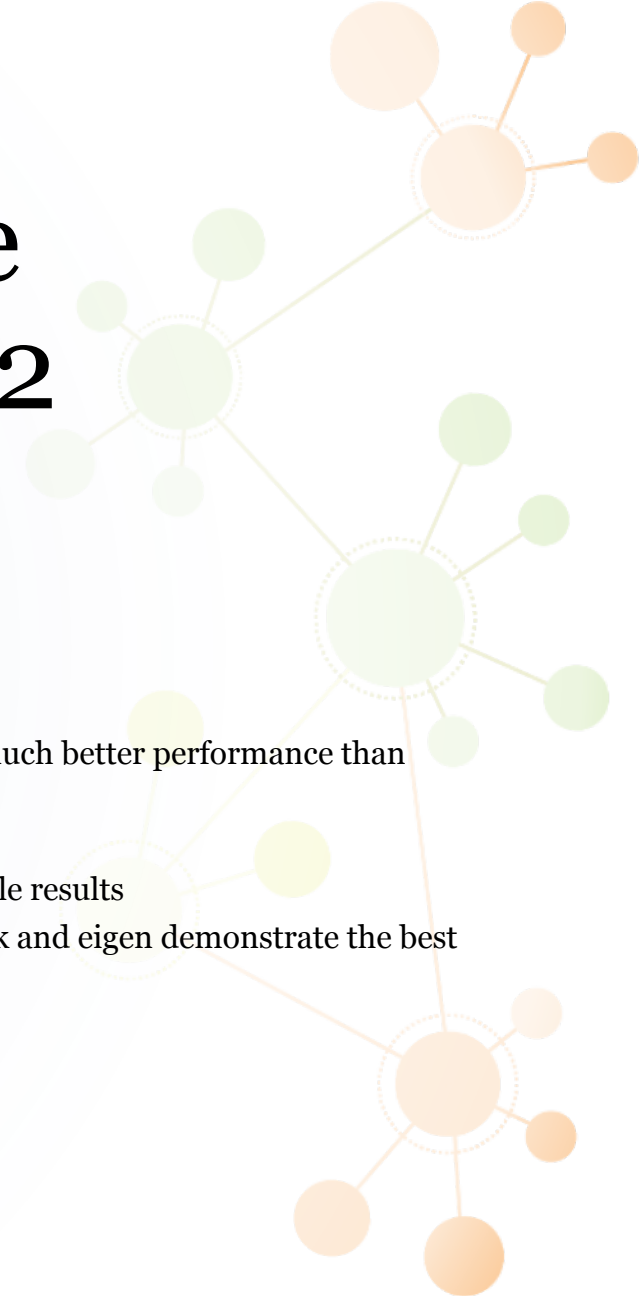 e
2
uch better performance than
le results
k and eigen demonstrate the best